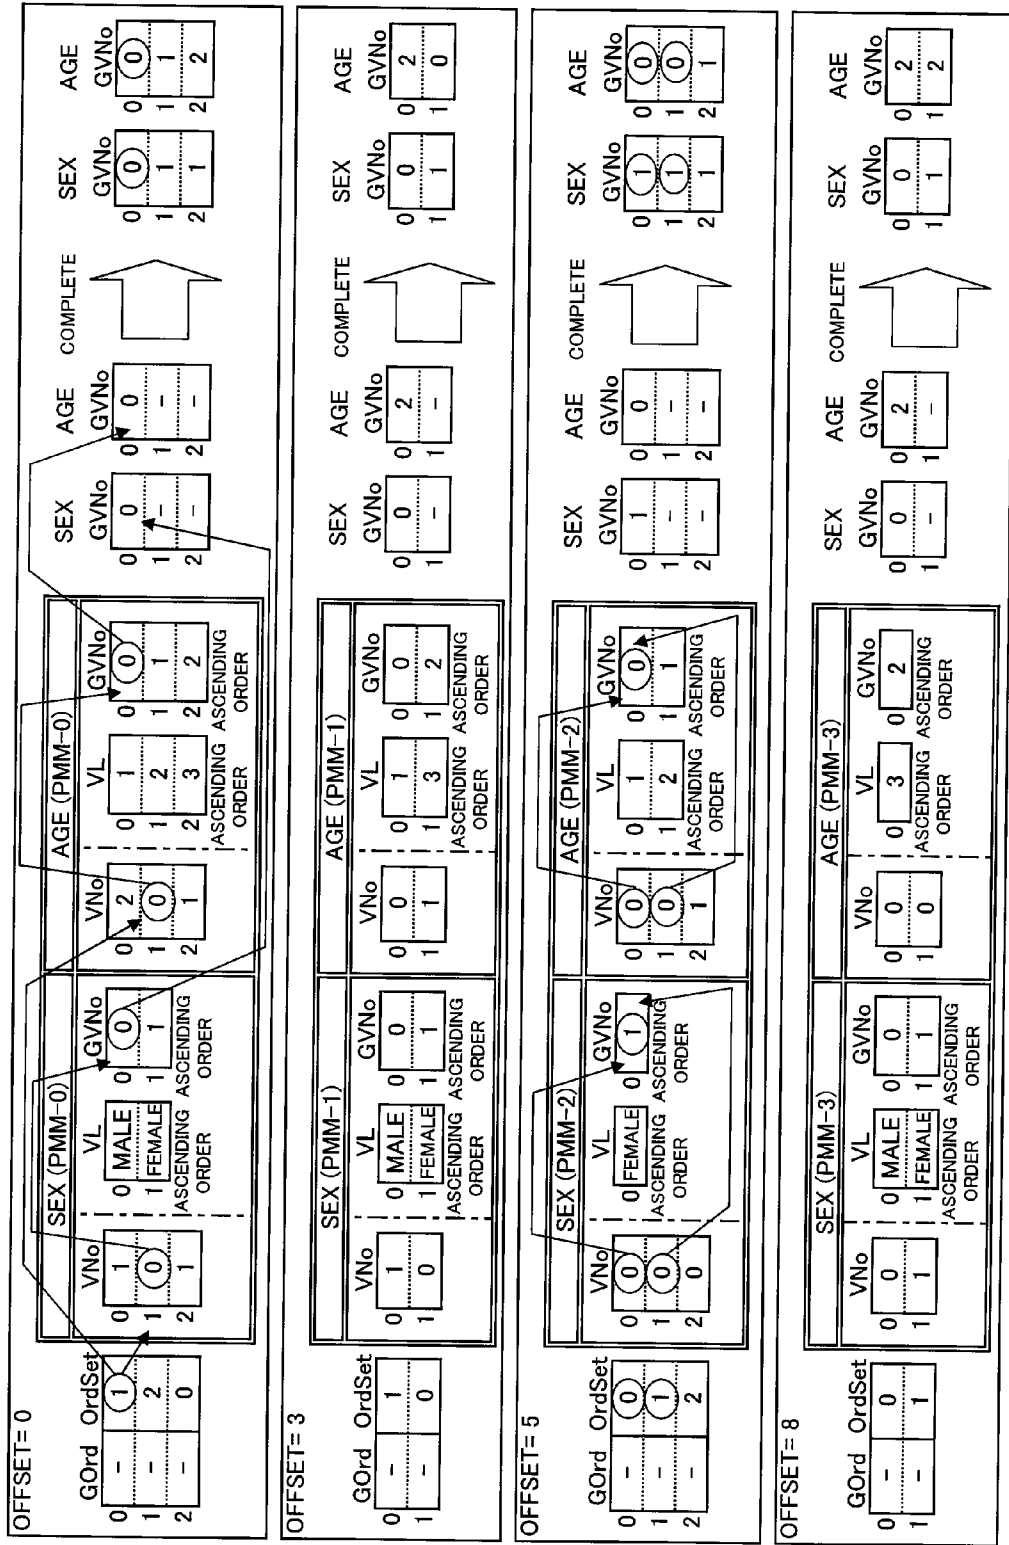 OFFSET= 0
SEX (PMM-0) AGE (PMM-0) SEX AGE COMPLETE SEX AGE
GOrd OrdSet VNo VL GVNo VNo VL GVNo GVNo GVNo GVNo GVNo
0 - 1 0 1 0 MALE 0 0 0 2 0 1 0 0 0 0 0 0 0 0 0 0
1 - 2 1 0 1 FEMALE 1 1 1 0 1 2 1 1 1 - 1 - 1 1 1 1
2 - 0 2 1 2 1 2 3 2 2 2 - 2 - 2 1 2 2
ASCENDING ASCENDING ASCENDING ASCENDING
ORDER ORDER ORDER ORDER
OFFSET= 3
SEX (PMM-1) AGE (PMM-1) SEX AGE COMPLETE SEX AGE
GOrd OrdSet VNo VL GVNo VNo VL GVNo GVNo GVNo GVNo GVNo
0 - 1 0 1 0 MALE 0 0 0 0 0 1 0 0 0 0 0 2 0 0 0 2
1 - 0 1 0 1 FEMALE 1 1 1 1 1 3 1 2 1 - 1 - 1 1 1 0
ASCENDING ASCENDING ASCENDING ASCENDING
ORDER ORDER ORDER ORDER
OFFSET= 5
SEX (PMM-2) AGE (PMM-2) SEX AGE COMPLETE SEX AGE
GOrd OrdSet VNo VL GVNo VNo VL GVNo GVNo GVNo GVNo GVNo
0 - 0 0 0 0 FEMALE 0 1 0 0 0 1 0 0 0 1 0 0 0 1 0 0
1 - 1 1 0 1 0 1 2 1 1 1 - 1 - 1 1 1 0
2 - 2 2 0 2 1 2 - 2 - 2 1 2 1
ASCENDING ASCENDING ASCENDING ASCENDING
ORDER ORDER ORDER ORDER
OFFSET= 8
SEX (PMM-3) AGE (PMM-3) SEX AGE COMPLETE SEX AGE
GOrd OrdSet VNo VL GVNo VNo VL GVNo GVNo GVNo GVNo GVNo
0 - 0 0 0 0 MALE 0 0 0 0 0 3 0 2 0 0 0 2 0 0 0 2
1 - 1 1 1 1 FEMALE 1 1 1 0 1 - 1 - 1 1 1 2
ASCENDING ASCENDING ASCENDING ASCENDING
ORDER ORDER ORDER ORDER